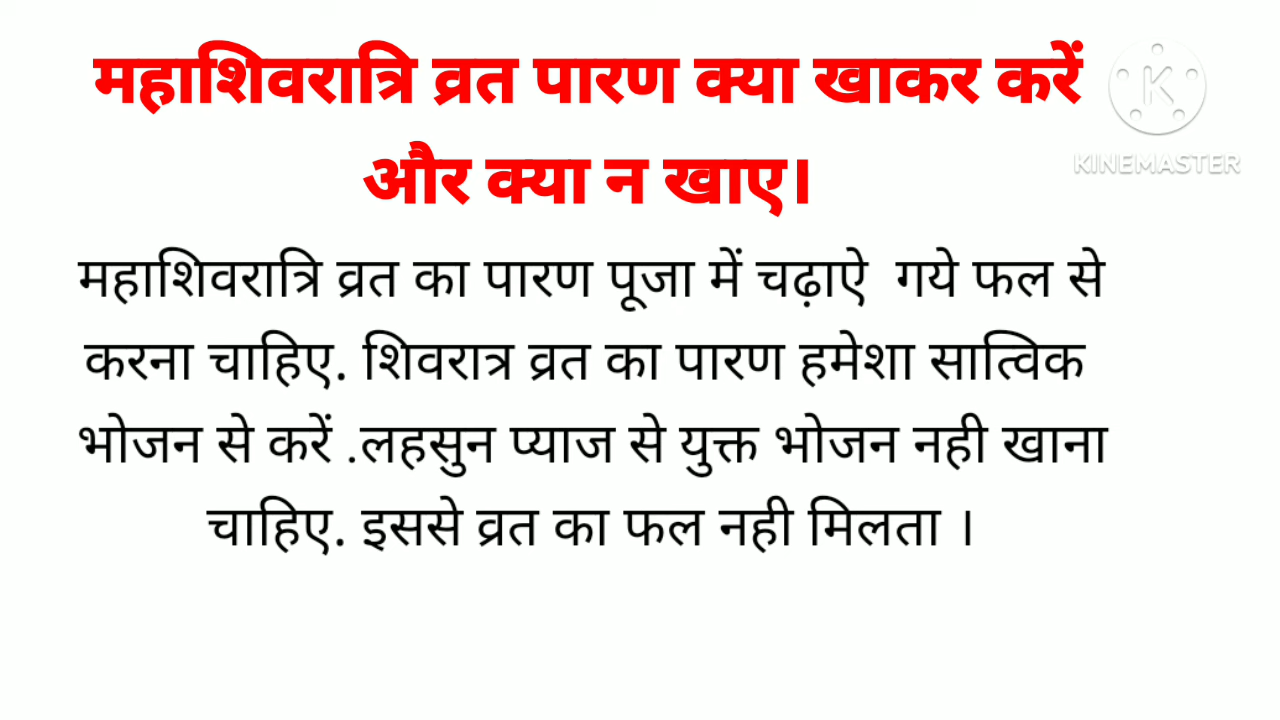 महाशिवरात्रि व्रत पारण क्या खाकर करें
और क्या न खाए।
KINEMASTER
महाशिवरात्रि व्रत का पारण पूजा में चढ़ाऐ गये फल से
करना चाहिए. शिवरात्र व्रत का पारण हमेशा सात्विक
भोजन से करें .लहसुन प्याज से युक्त भोजन नही खाना
चाहिए. इससे व्रत का फल नही मिलता ।